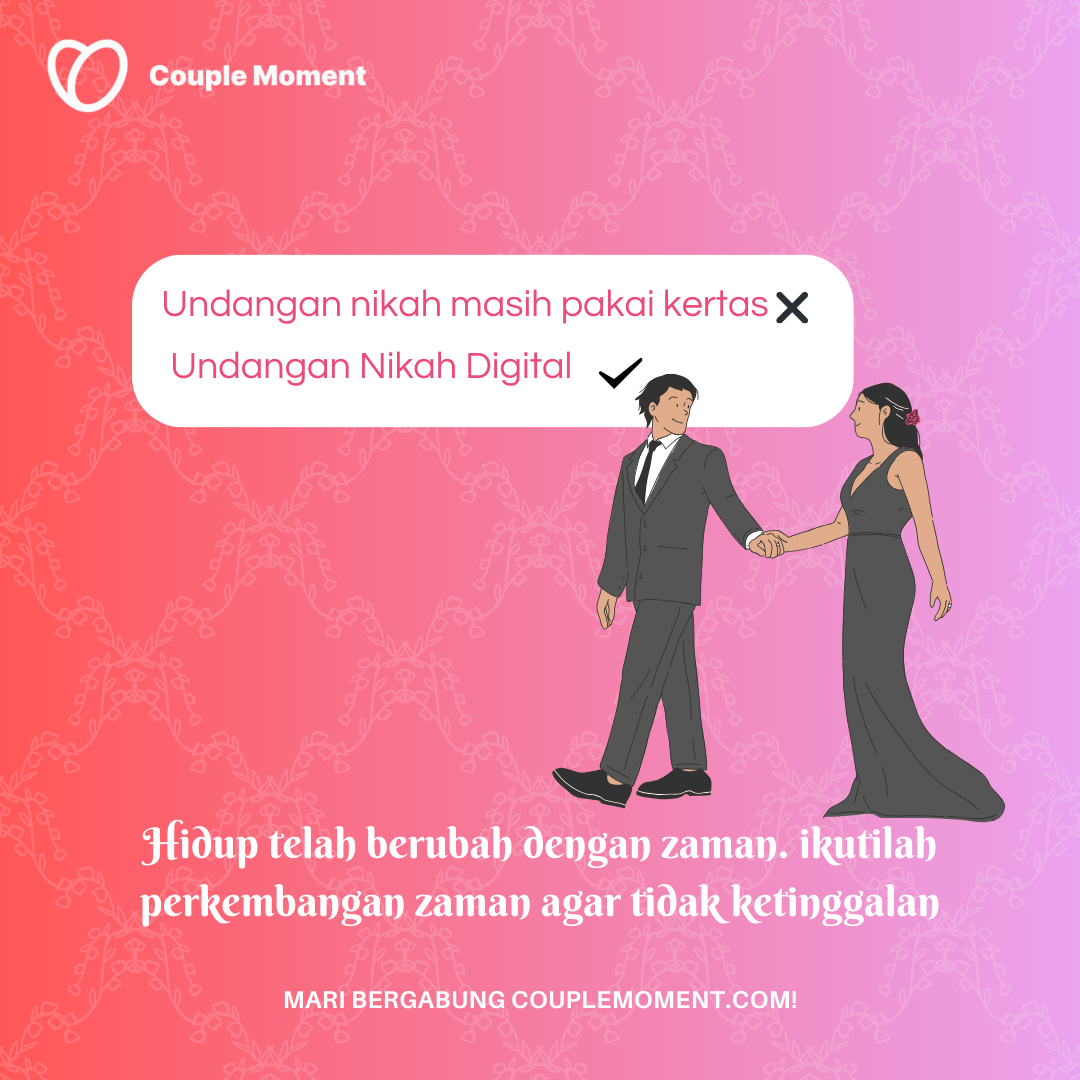 Couple Moment
Undangan nikah masih pakai kertas
Undangan Nikah Digital
Hidup telah berubah dengan zaman. ikutilah
perkembangan zaman agar tidak ketinggalan
MARI BERGABUNG COUPLEMOMENT.COM!